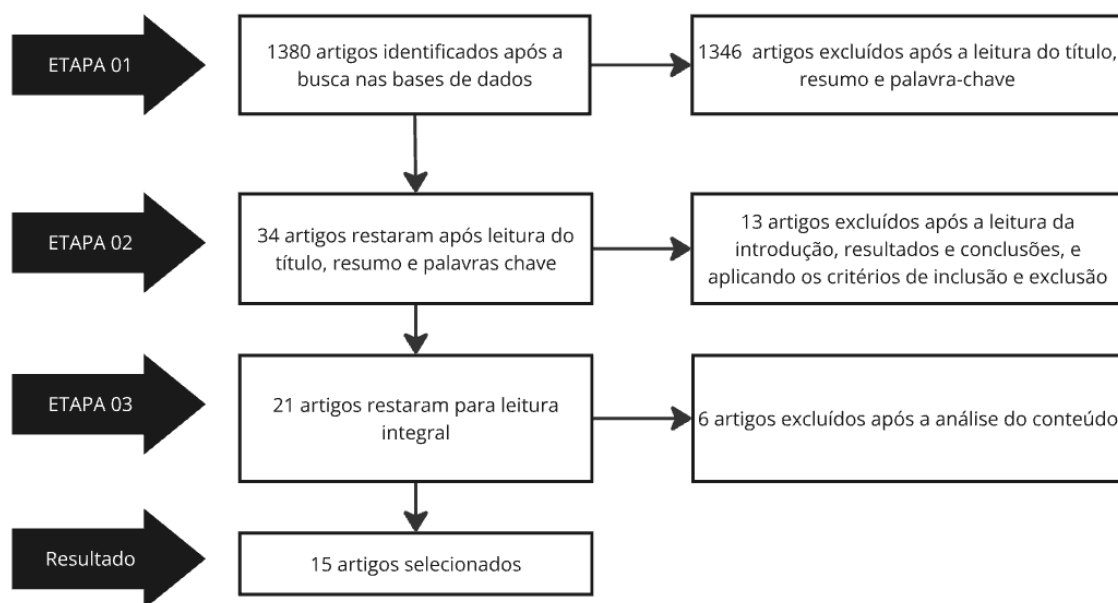 ETAPA 01
1380 artigos identificados após a
busca nas bases de dados
1346 artigos excluídos após a leitura do título,
resumo e palavra-chave
ETAPA 02
34 artigos restaram após leitura do
título, resumo e palavras chave
13 artigos excluídos após a leitura da
introdução, resultados e conclusões, e
aplicando os critérios de inclusão e exclusão
ETAPA 03
21 artigos restaram para leitura
integral
6 artigos excluídos após a análise do conteúdo
Resultado
15 artigos selecionados